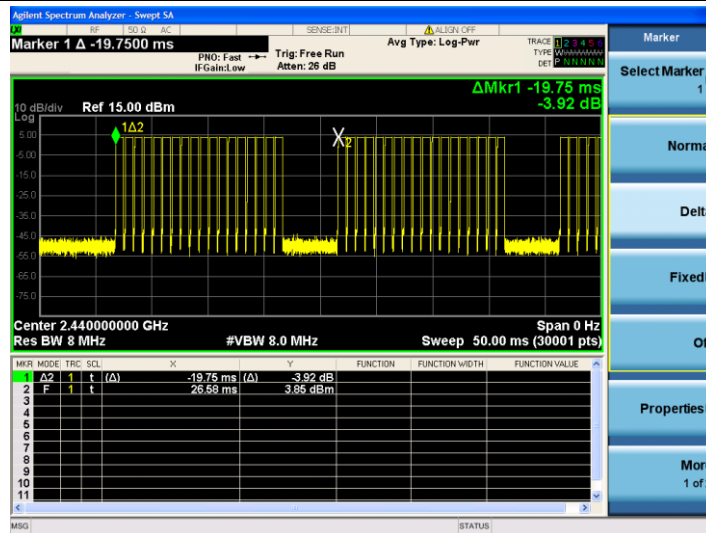 Agilent Spectrum Analyzer - Swept SA
LXI RF 50 Ω AC SENSE:INT ALIGN OFF
Marker 1 Δ -19.7500 ms
PNO: Fast
IFGain:Low
Trig: Free Run
Atten: 26 dB
Avg Type: Log-Pwr
TRACE 1 2 3 4 5 6
TYPE W
DET P N N N N N
Marker
Select Marker
1
ΔMkr1 -19.75 ms
-3.92 dB
10 dB/div Ref 15.00 dBm
Log
1Δ2
X2
5.00
-5.00
-15.0
-25.0
-35.0
-45.0
-55.0
-65.0
-75.0
Norma
Delt
Fixed
Of
Properties
Mor
1 of
Center 2.440000000 GHz
Span 0 Hz
Res BW 8 MHz #VBW 8.0 MHz Sweep 50.00 ms (30001 pts)
MKR MODE TRC SCL X Y FUNCTION FUNCTION WIDTH FUNCTION VALUE
1 Δ2 1 t (Δ) -19.75 ms (Δ) -3.92 dB
2 F 1 t 26.58 ms 3.85 dBm
3
4
5
6
7
8
9
10
11
MSG STATUS